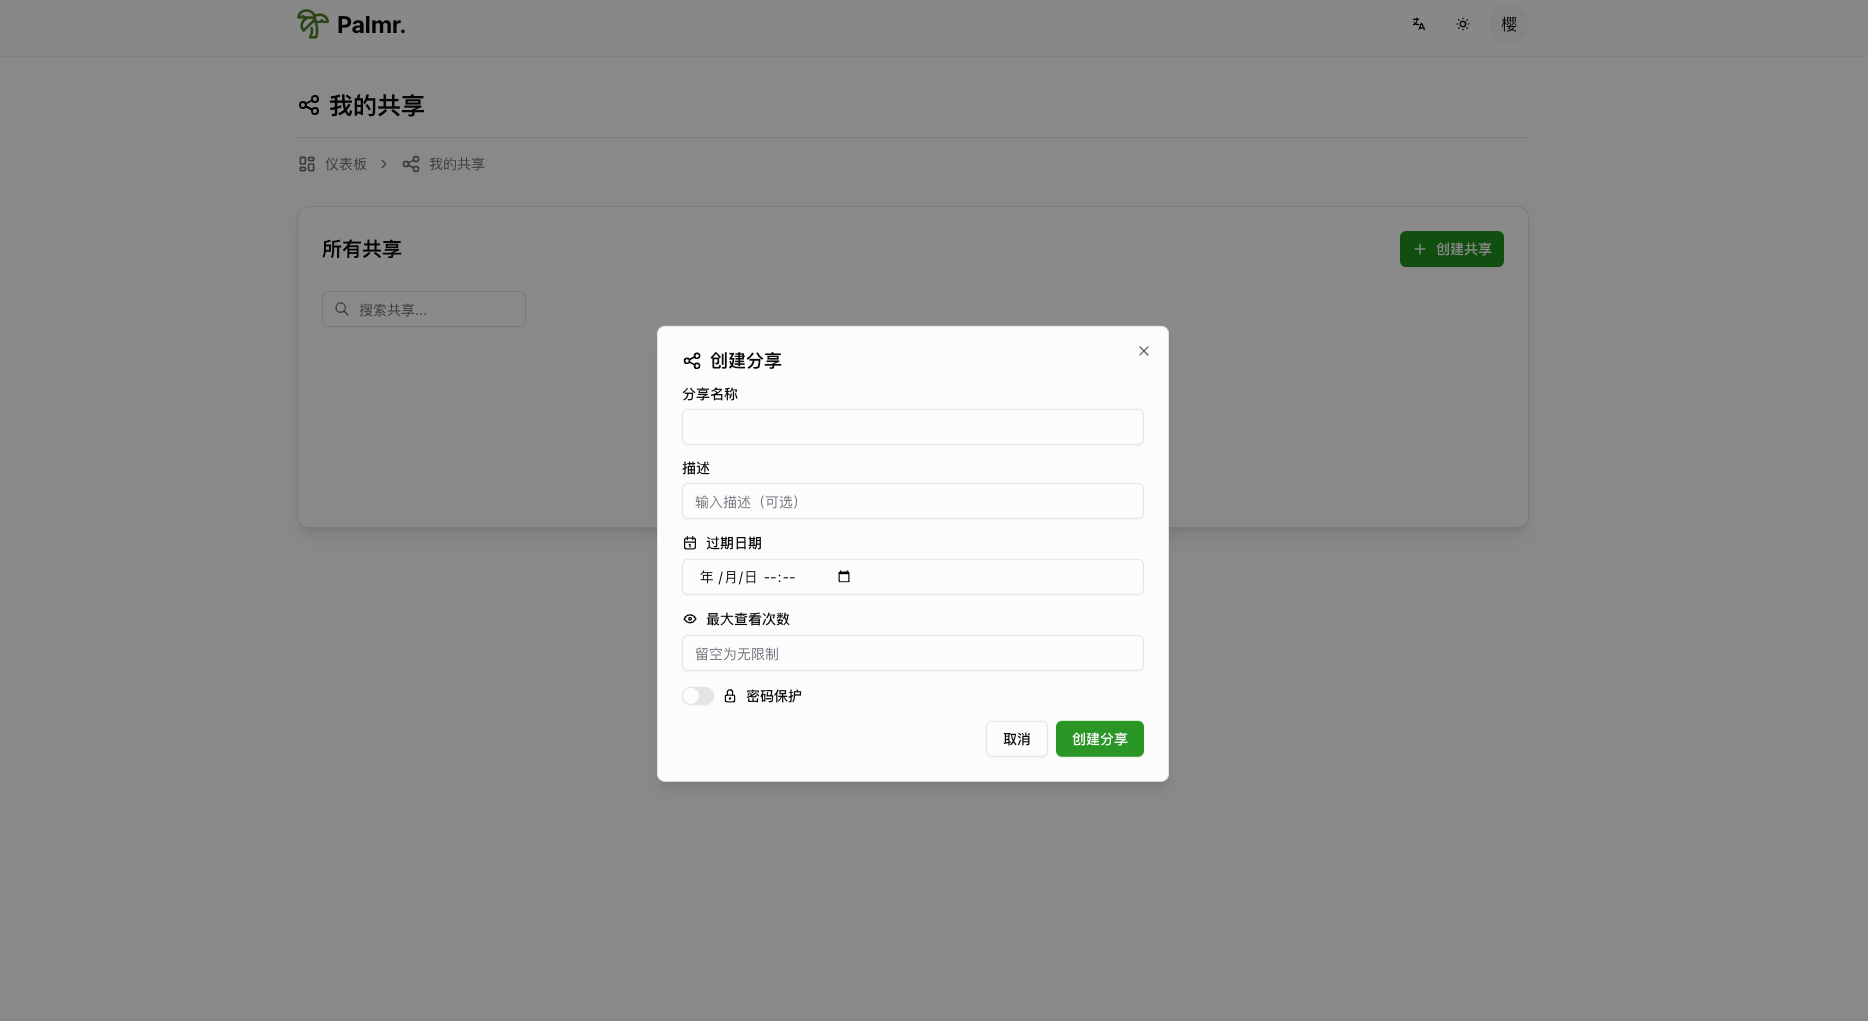 Palmr.
樱
我的共享
仪表板 我的共享
所有共享
创建共享
搜索共享...
创建分享
分享名称
描述
输入描述（可选）
过期日期
年 /月/日 --:--
最大查看次数
留空为无限制
密码保护
取消 创建分享